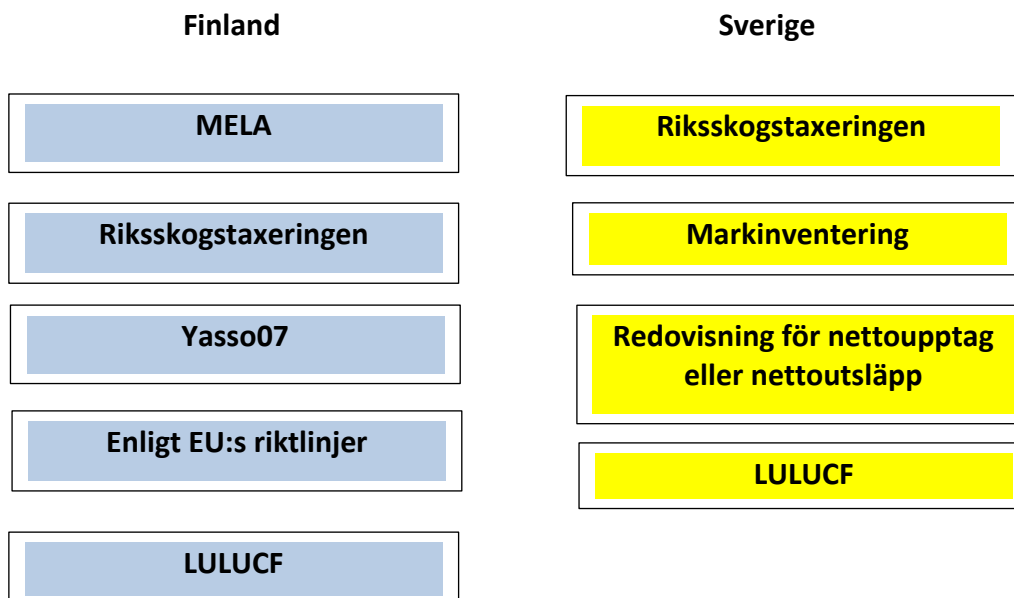 Finland
Sverige
MELA
Riksskogstaxeringen
Yasso07
Enligt EU:s riktlinjer
LULUCF
Riksskogstaxeringen
Markinventering
Redovisning för nettoupptag
eller nettoutsläpp
LULUCF